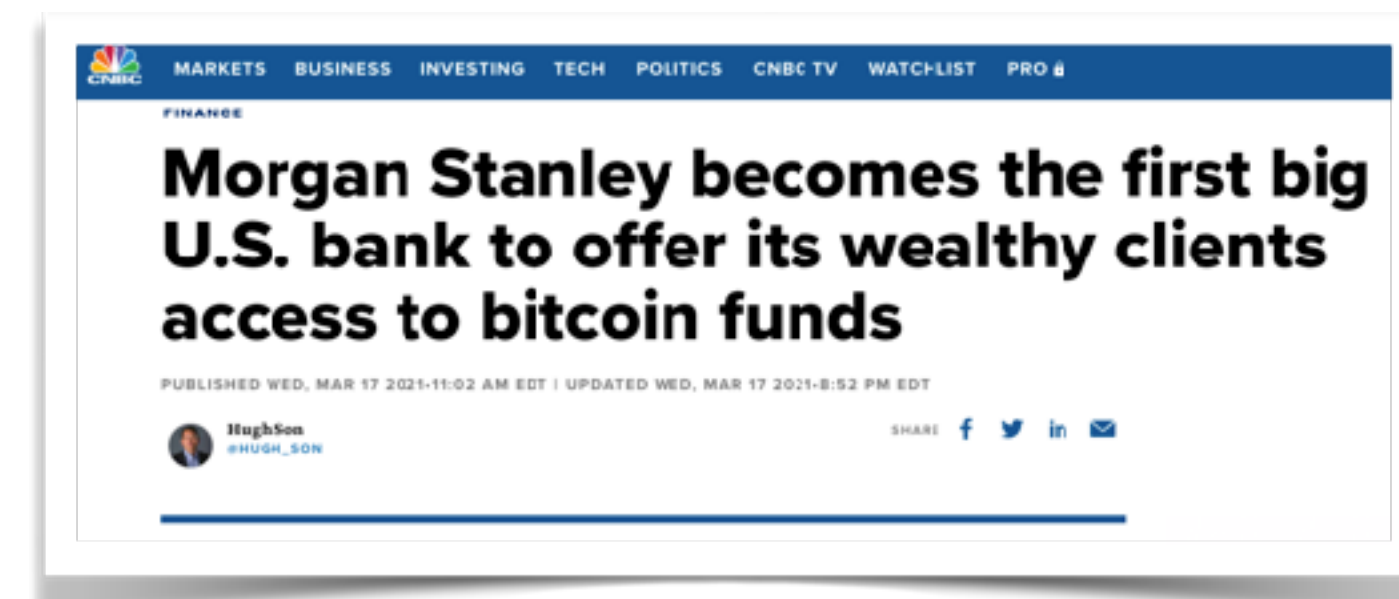 CNBC MARKETS BUSINESS INVESTING TECH POLITICS CNBC TV WATCHLIST PRO
FINANCE
Morgan Stanley becomes the first big
U.S. bank to offer its wealthy clients
access to bitcoin funds
PUBLISHED WED, MAR 17 2021-11:02 AM EDT | UPDATED WED, MAR 17 2021-8:52 PM EDT
Hugh Son
@HUGH_SON
SHARE f in